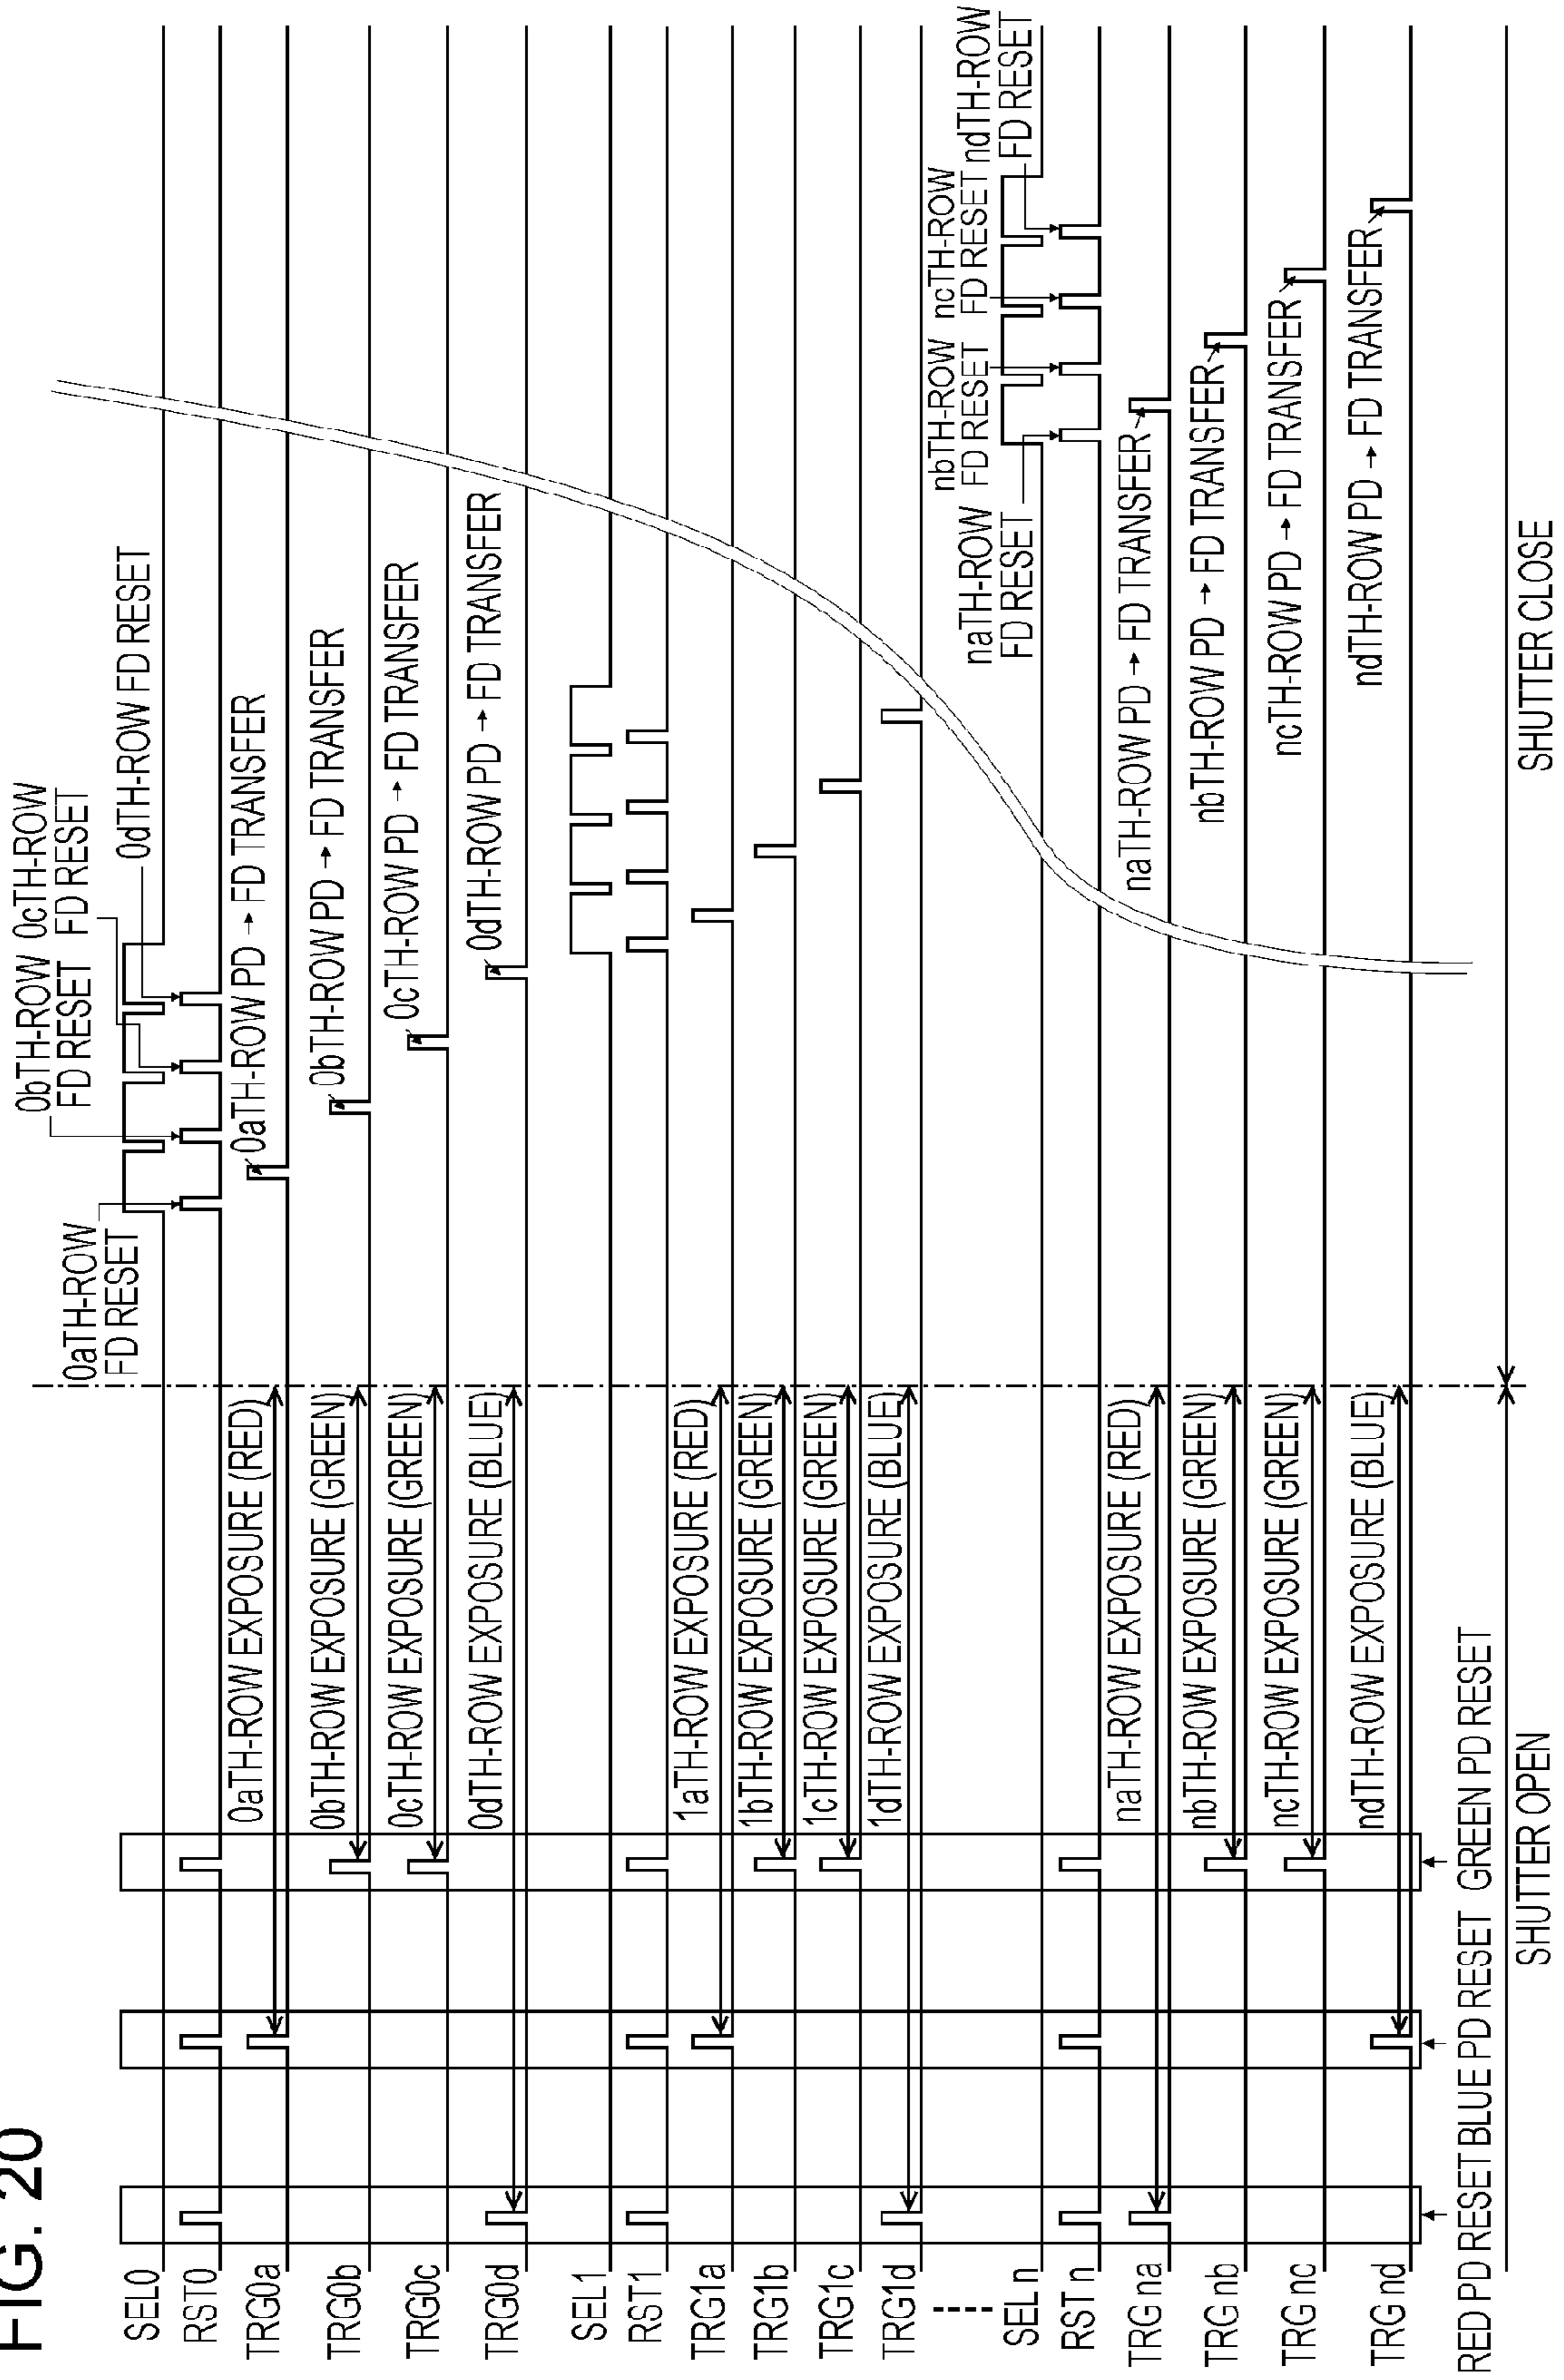 FIG. 20
SEL0
RST0
TRG0a
TRG0b
TRG0c
TRG0d
SEL1
RST1
TRG1a
TRG1b
TRG1c
TRG1d
SEL n
RST n
TRG na
TRG nb
TRG nc
TRG nd
0aTH-ROW
FD RESET
0bTH-ROW
FD RESET
0cTH-ROW
FD RESET
0dTH-ROW FD RESET
0aTH-ROW EXPOSURE (RED)
0aTH-ROW PD → FD TRANSFER
0bTH-ROW EXPOSURE (GREEN)
0bTH-ROW PD → FD TRANSFER
0cTH-ROW EXPOSURE (GREEN)
0cTH-ROW PD → FD TRANSFER
0dTH-ROW EXPOSURE (BLUE)
0dTH-ROW PD → FD TRANSFER
1aTH-ROW EXPOSURE (RED)
1bTH-ROW EXPOSURE (GREEN)
1cTH-ROW EXPOSURE (GREEN)
1dTH-ROW EXPOSURE (BLUE)
naTH-ROW
FD RESET
nbTH-ROW
FD RESET
ncTH-ROW
FD RESET
ndTH-ROW
FD RESET
naTH-ROW EXPOSURE (RED)
naTH-ROW PD → FD TRANSFER
nbTH-ROW EXPOSURE (GREEN)
nbTH-ROW PD → FD TRANSFER
ncTH-ROW EXPOSURE (GREEN)
ncTH-ROW PD → FD TRANSFER
ndTH-ROW EXPOSURE (BLUE)
ndTH-ROW PD → FD TRANSFER
RED PD RESET
BLUE PD RESET
GREEN PD RESET
SHUTTER OPEN
SHUTTER CLOSE